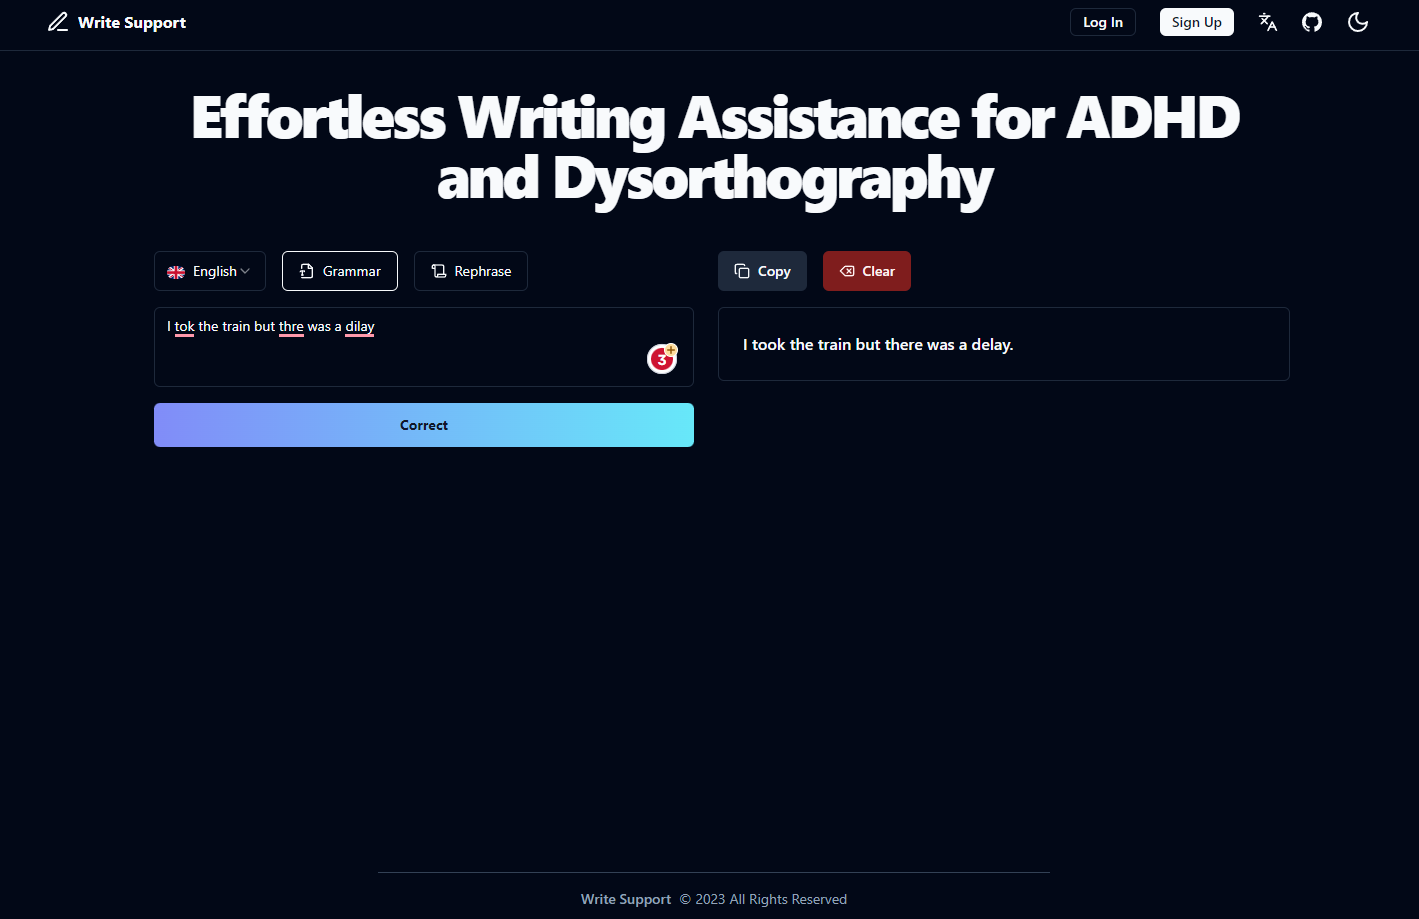 Write Support
Log In
Sign Up
Effortless Writing Assistance for ADHD
and Dysorthography
English
Grammar
Rephrase
Copy
Clear
I tok the train but thre was a dilay
3+
I took the train but there was a delay.
Correct
Write Support © 2023 All Rights Reserved